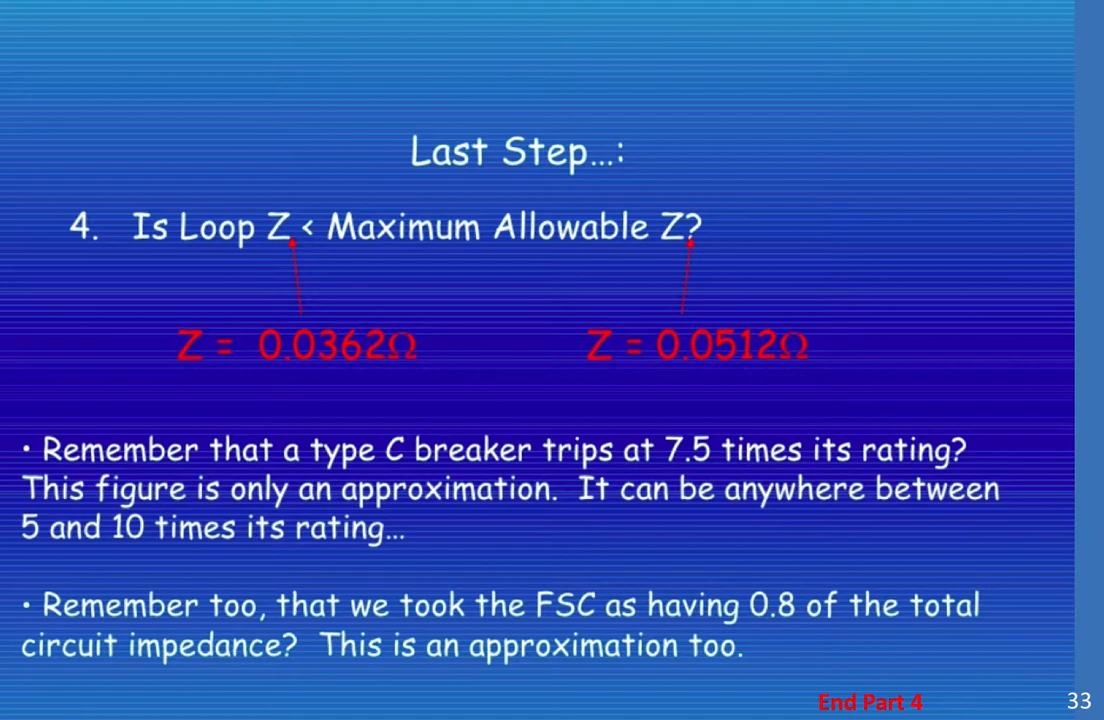 Last Step...:
4. Is Loop Z < Maximum Allowable Z?
Z = 0.0362Ω Z = 0.0512Ω
• Remember that a type C breaker trips at 7.5 times its rating?
This figure is only an approximation. It can be anywhere between
5 and 10 times its rating...
• Remember too, that we took the FSC as having 0.8 of the total
circuit impedance? This is an approximation too.
End Part 4
33